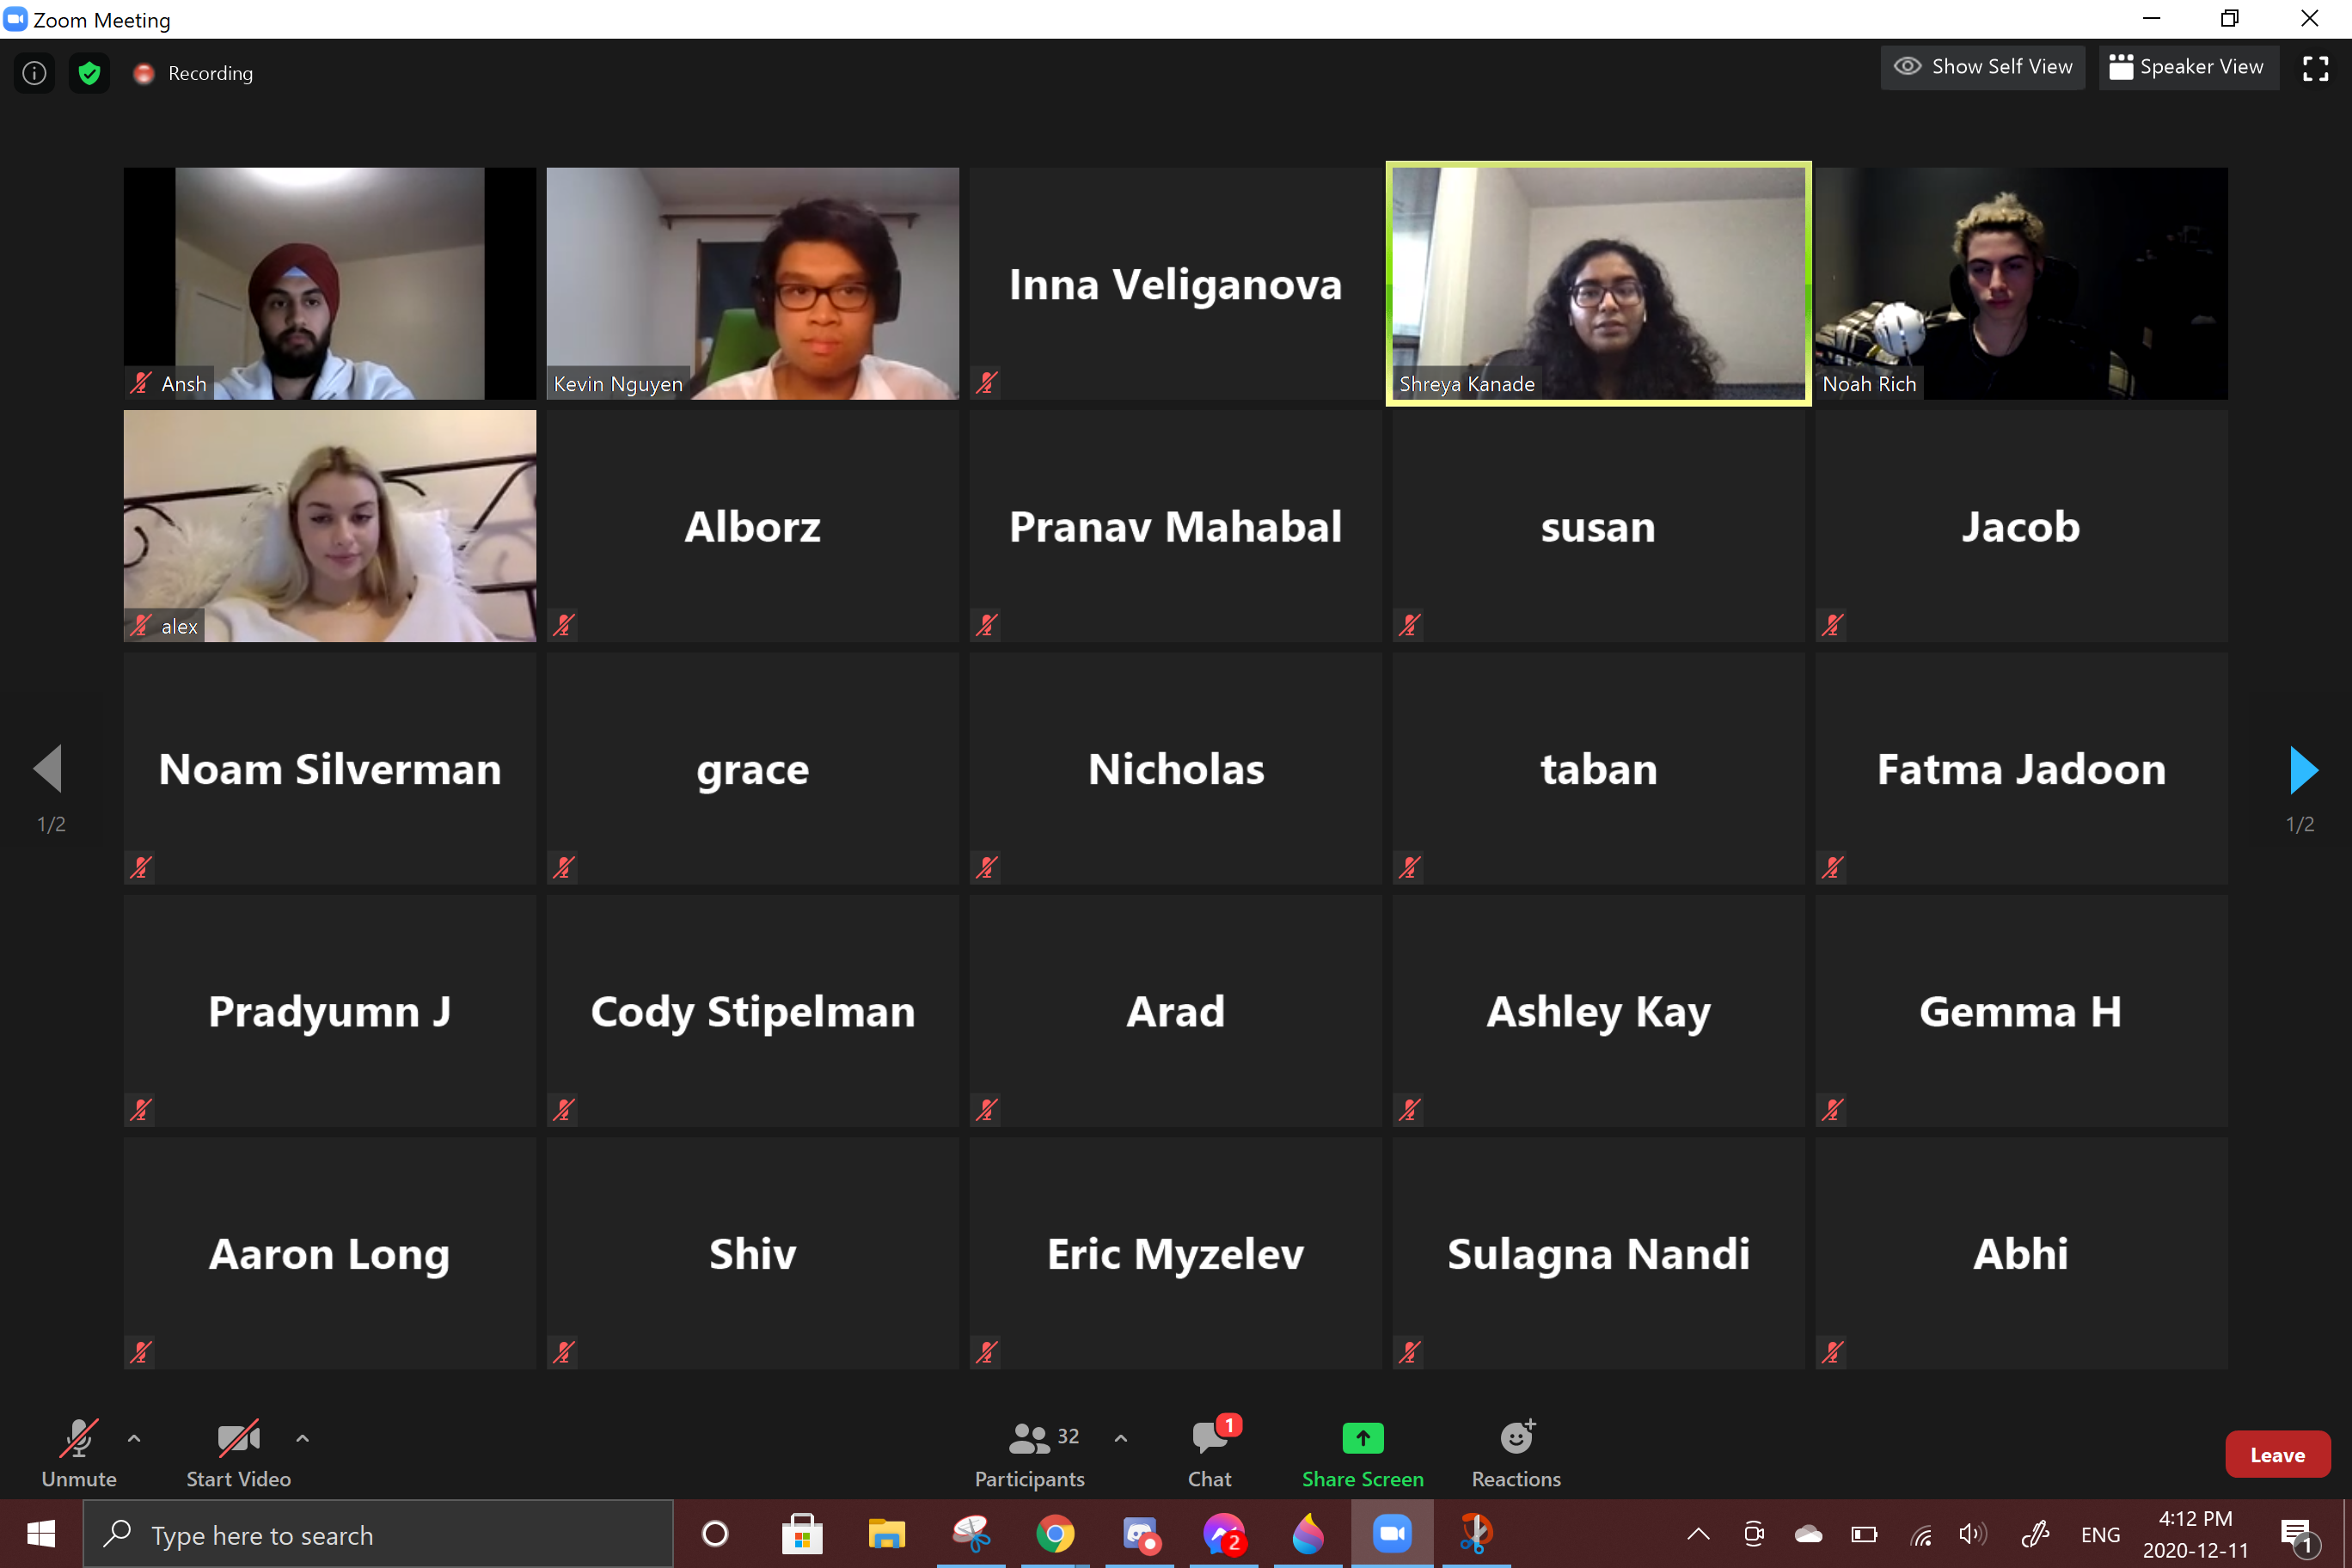 Zoom Meeting
Recording
Show Self View
Speaker View
Ansh
Kevin Nguyen
Inna Veliganova
Shreya Kanade
Noah Rich
alex
Alborz
Pranav Mahabal
susan
Jacob
Noam Silverman
grace
Nicholas
taban
Fatma Jadoon
1/2
1/2
Pradyumn J
Cody Stipelman
Arad
Ashley Kay
Gemma H
Aaron Long
Shiv
Eric Myzelev
Sulagna Nandi
Abhi
Unmute
Start Video
32
Participants
1
Chat
Share Screen
Reactions
Leave
Type here to search
2
ENG
4:12 PM
2020-12-11
1